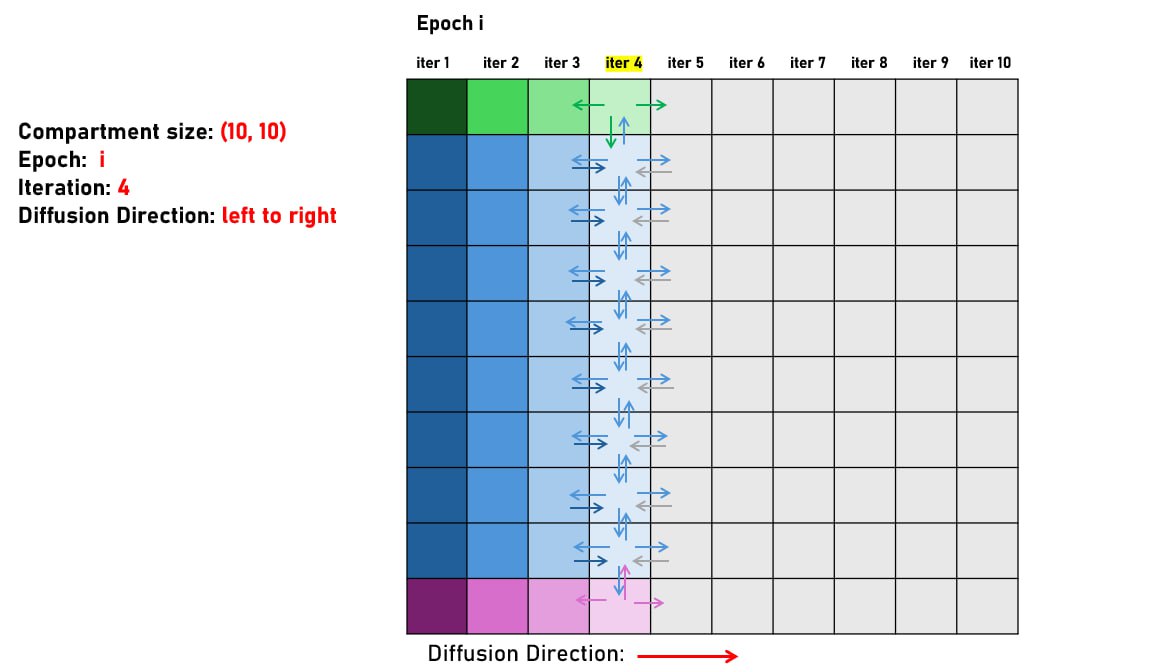 Epoch i
iter 1 iter 2 iter 3 iter 4 iter 5 iter 6 iter 7 iter 8 iter 9 iter 10
Compartment size: (10, 10)
Epoch: i
Iteration: 4
Diffusion Direction: left to right
Diffusion Direction: